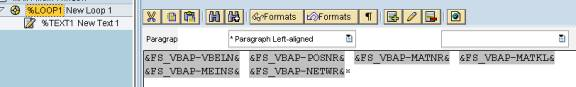 %LOOP1 New Loop 1
%TEXT1 New Text 1
Formats Formats
Paragrap * Paragraph Left-aligned
&FS_VBAP-VBELN& &FS_VBAP-POSNR& &FS_VBAP-MATNR& &FS_VBAP-MATKL&
&FS_VBAP-MEINS& &FS_VBAP-NETWR&